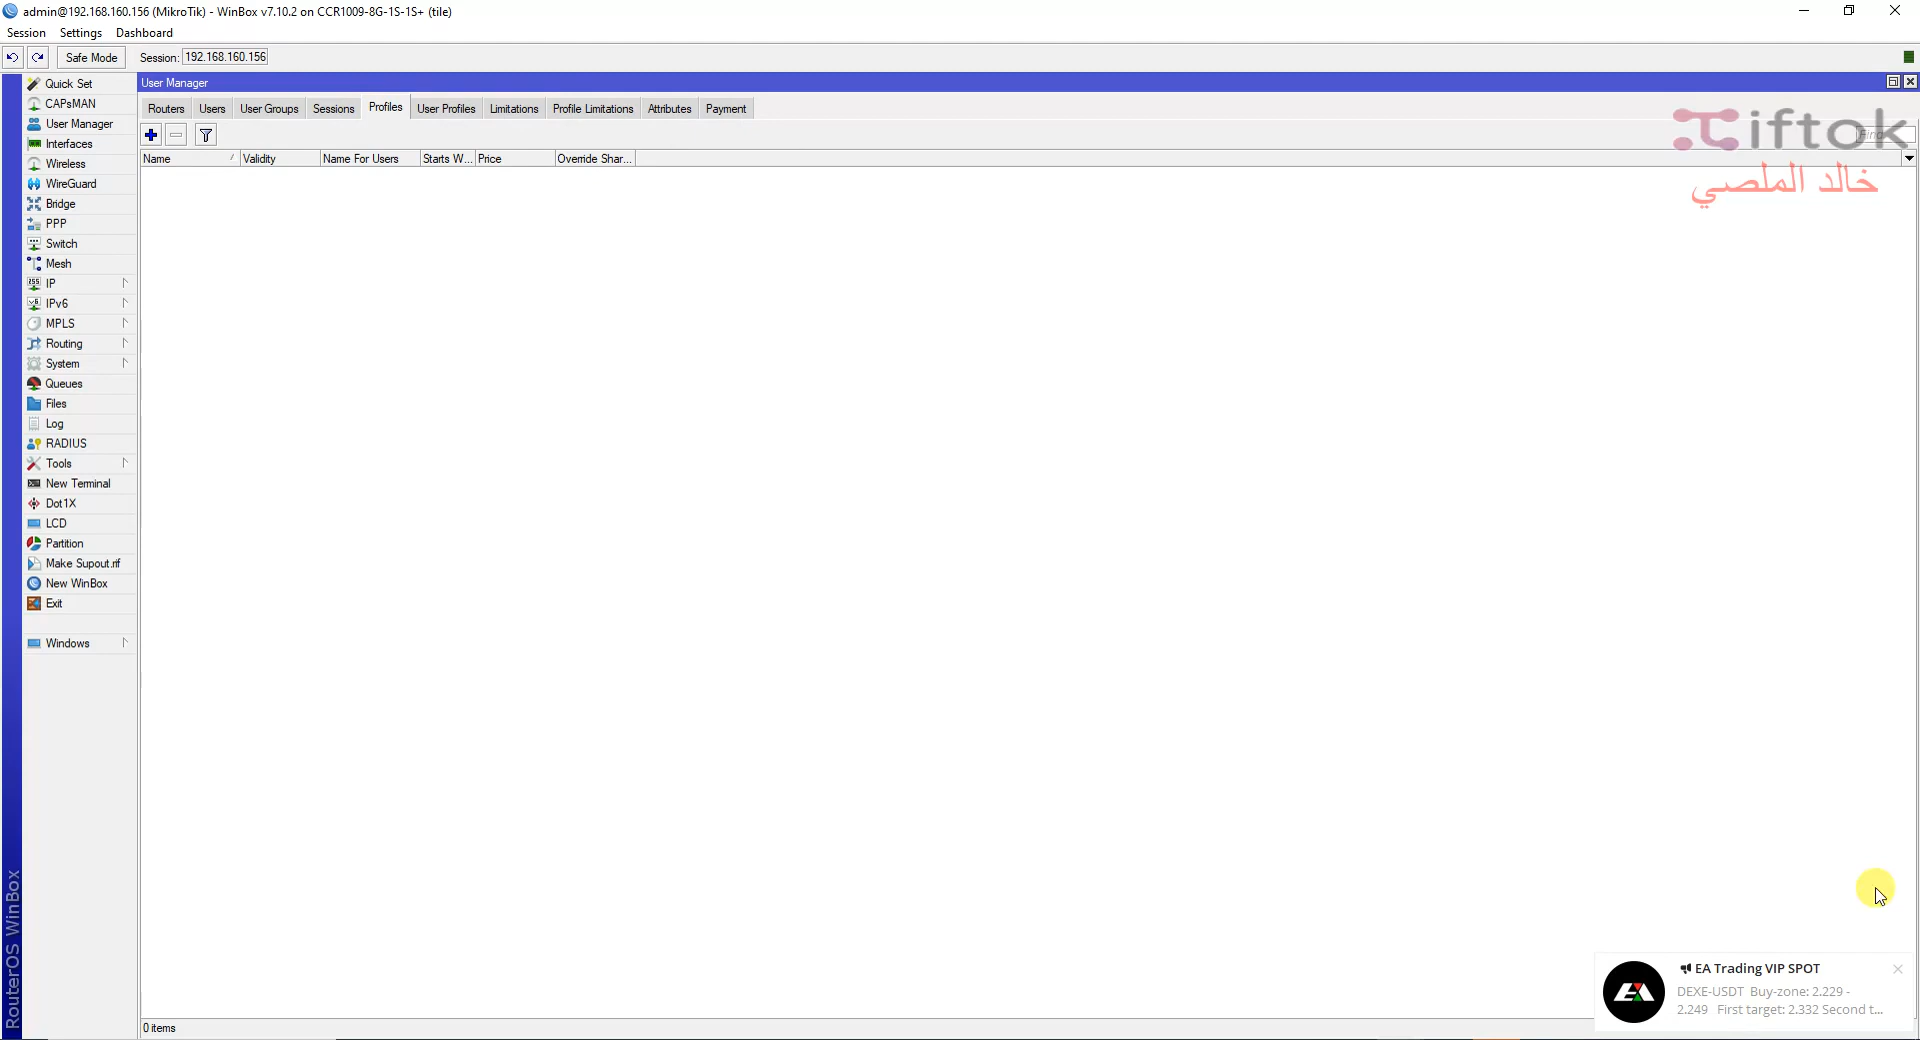 admin@192.168.160.156 (MikroTik) - WinBox v7.10.2 on CCR1009-8G-1S-1S+ (tile)
Session Settings Dashboard
Safe Mode Session: 192.168.160.156
Quick Set
CAPsMAN
User Manager
Interfaces
Wireless
WireGuard
Bridge
PPP
Switch
Mesh
IP
IPv6
MPLS
Routing
System
Queues
Files
Log
RADIUS
Tools
New Terminal
Dot1X
LCD
Partition
Make Supout.rif
New WinBox
Exit
Windows
RouterOS WinBox
User Manager
Routers Users User Groups Sessions Profiles User Profiles Limitations Profile Limitations Attributes Payment
Find
iftok
خالد الملصي
Name Validity Name For Users Starts W... Price Override Shar...
0 items
EA Trading VIP SPOT
DEXE-USDT Buy-zone: 2.229 -
2.249 First target: 2.332 Second t...